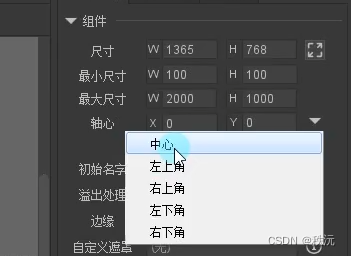 组件
尺寸 W 1365 H 768
最小尺寸 W 100 H 100
最大尺寸 W 2000 H 1000
轴心 X 0 Y 0
中心
初始名字 左上角
右上角
溢出处理
左下角
边缘
右下角
自定义遮罩 (无)
CSDN @秩沅